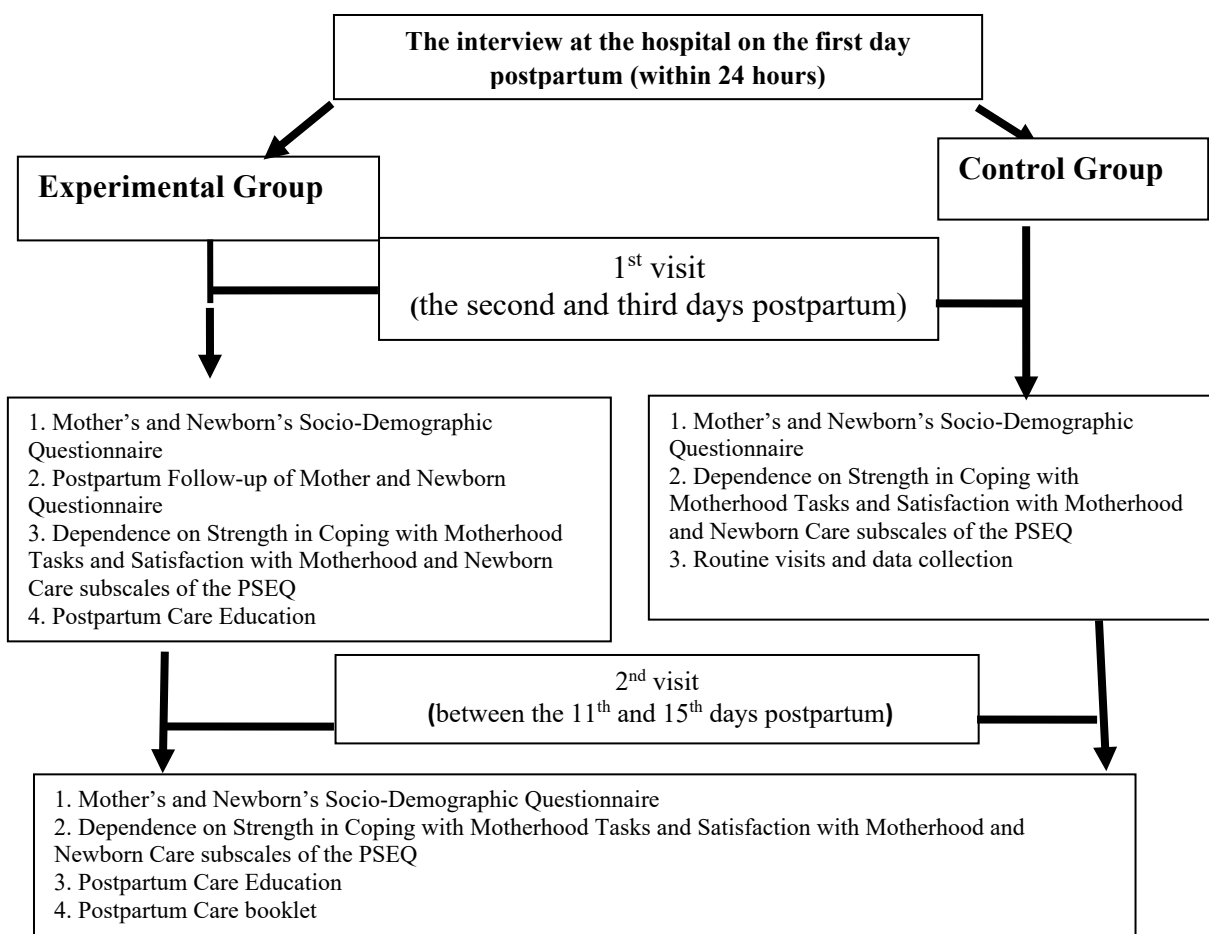 The interview at the hospital on the first day
postpartum (within 24 hours)
Experimental Group
Control Group
1st visit
(the second and third days postpartum)
1. Mother’s and Newborn’s Socio-Demographic
Questionnaire
2. Postpartum Follow-up of Mother and Newborn
Questionnaire
3. Dependence on Strength in Coping with Motherhood
Tasks and Satisfaction with Motherhood and Newborn
Care subscales of the PSEQ
4. Postpartum Care Education
1. Mother’s and Newborn’s Socio-Demographic
Questionnaire
2. Dependence on Strength in Coping with
Motherhood Tasks and Satisfaction with Motherhood
and Newborn Care subscales of the PSEQ
3. Routine visits and data collection
2nd visit
(between the 11th and 15th days postpartum)
1. Mother’s and Newborn’s Socio-Demographic Questionnaire
2. Dependence on Strength in Coping with Motherhood Tasks and Satisfaction with Motherhood and
Newborn Care subscales of the PSEQ
3. Postpartum Care Education
4. Postpartum Care booklet